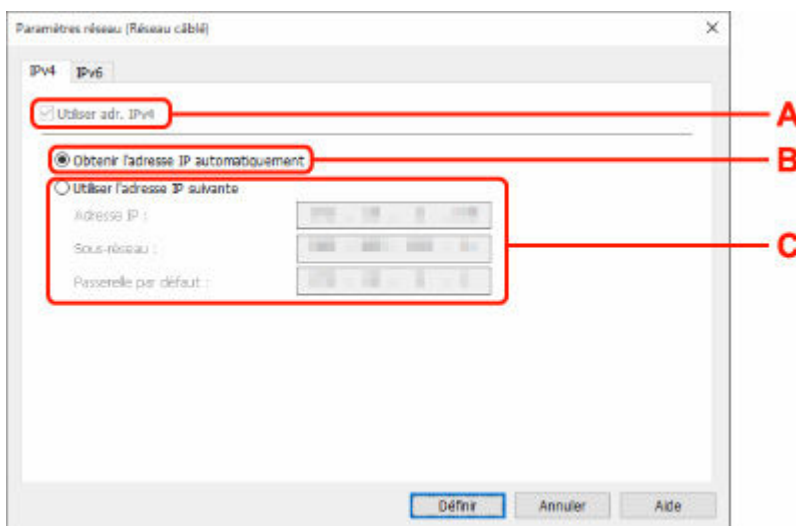 Paramètres réseau (Réseau câblé)
IPv4 IPv6
Utiliser adr. IPv4
A
Obtenir l'adresse IP automatiquement
B
Utiliser l'adresse IP suivante
Adresse IP :
Sous-réseau :
C
Passerelle par défaut :
Définir Annuler Aide